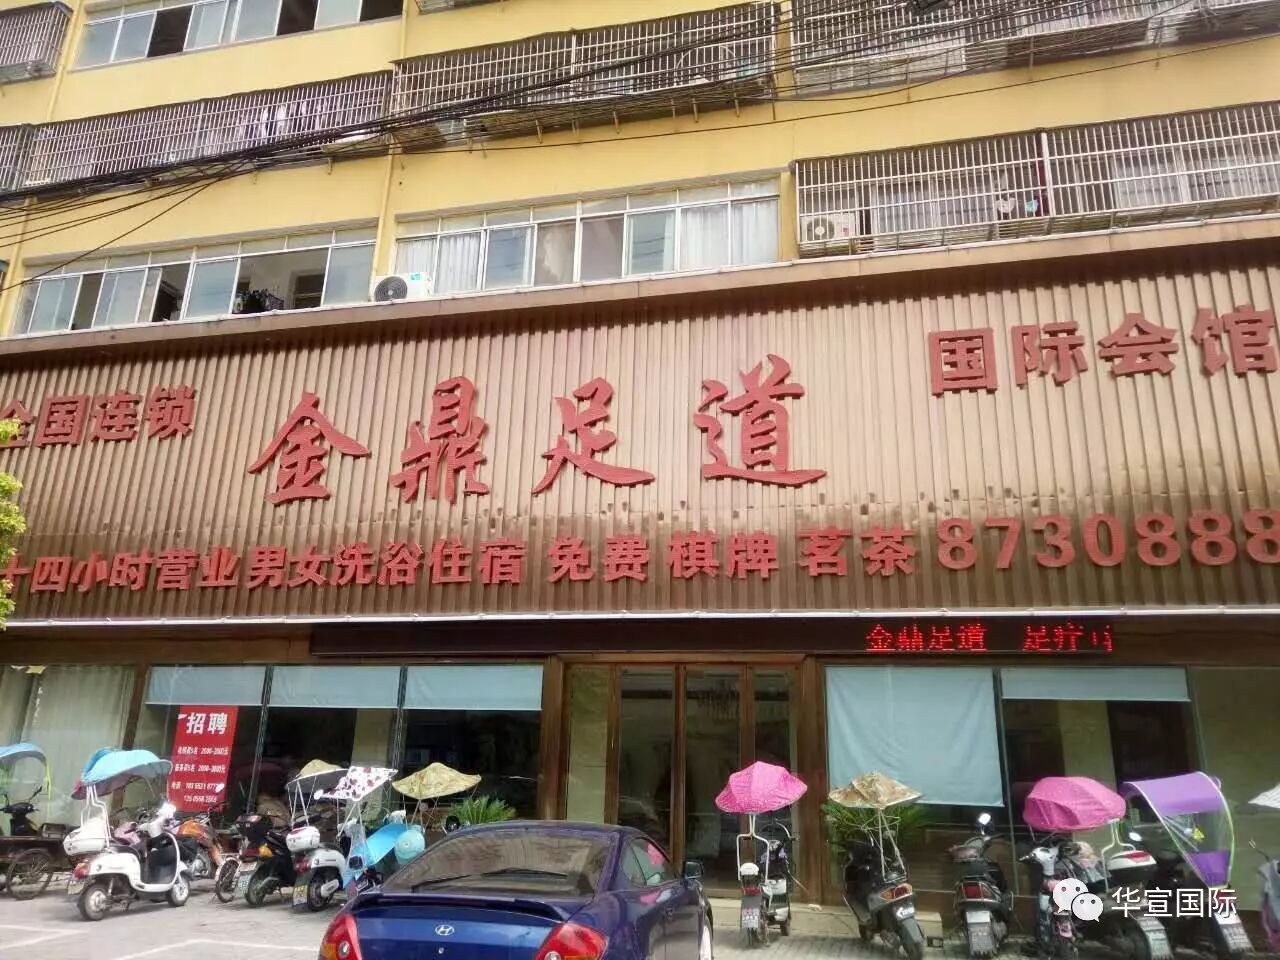 全国连锁
金鼎足道
国际会馆
十四小时营业 男女洗浴住宿 免费 棋牌 茗茶 8730888
金鼎足道 足疗
招聘
华宣国际